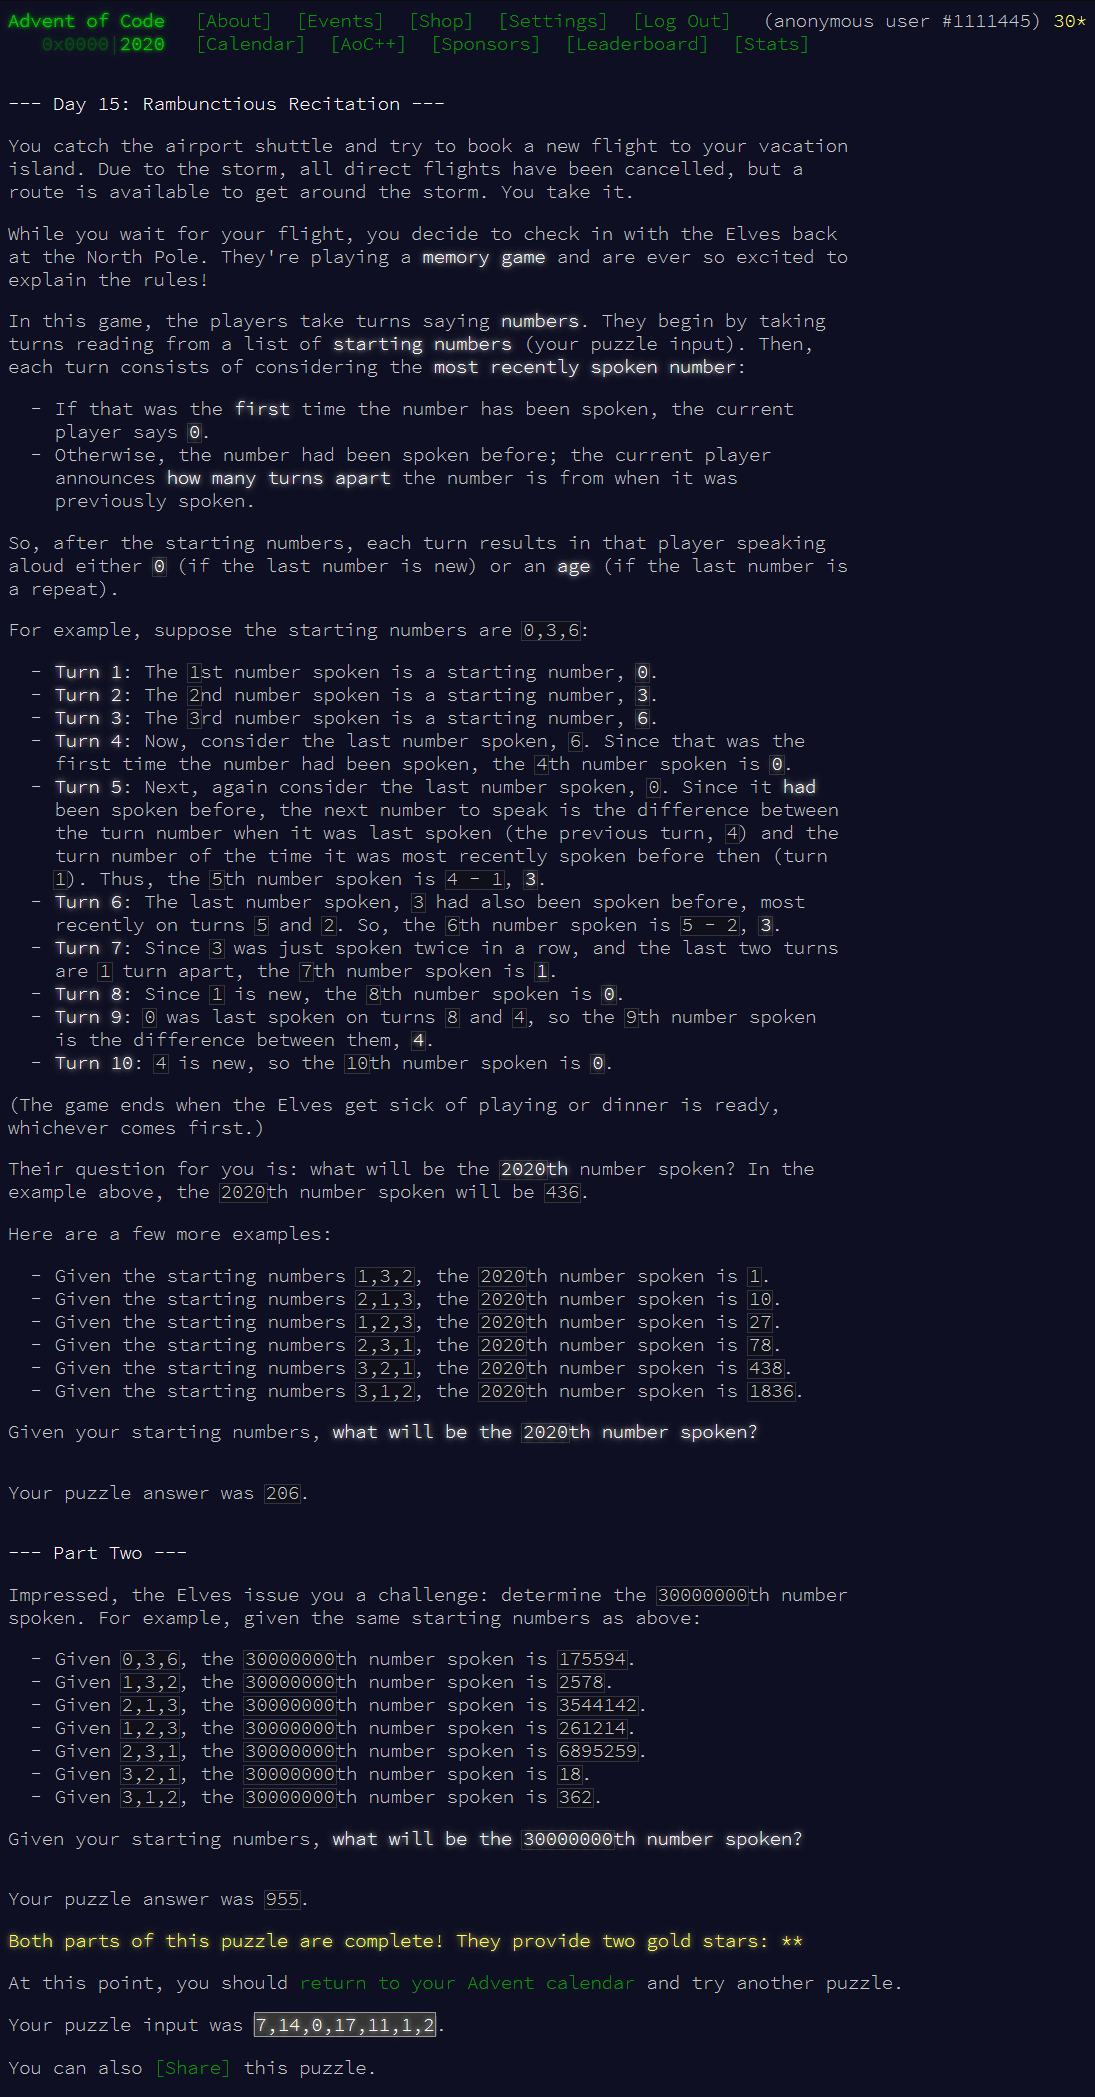 Advent of Code [About] [Events] [Shop] [Settings] [Log Out] (anonymous user #1111445) 30*
0x0000|2020 [Calendar] [AoC++] [Sponsors] [Leaderboard] [Stats]
--- Day 15: Rambunctious Recitation ---
You catch the airport shuttle and try to book a new flight to your vacation
island. Due to the storm, all direct flights have been cancelled, but a
route is available to get around the storm. You take it.
While you wait for your flight, you decide to check in with the Elves back
at the North Pole. They're playing a memory game and are ever so excited to
explain the rules!
In this game, the players take turns saying numbers. They begin by taking
turns reading from a list of starting numbers (your puzzle input). Then,
each turn consists of considering the most recently spoken number:
- If that was the first time the number has been spoken, the current
player says 0.
- Otherwise, the number had been spoken before; the current player
announces how many turns apart the number is from when it was
previously spoken.
So, after the starting numbers, each turn results in that player speaking
aloud either 0 (if the last number is new) or an age (if the last number is
a repeat).
For example, suppose the starting numbers are 0,3,6:
- Turn 1: The 1st number spoken is a starting number, 0.
- Turn 2: The 2nd number spoken is a starting number, 3.
- Turn 3: The 3rd number spoken is a starting number, 6.
- Turn 4: Now, consider the last number spoken, 6. Since that was the
first time the number had been spoken, the 4th number spoken is 0.
- Turn 5: Next, again consider the last number spoken, 0. Since it had
been spoken before, the next number to speak is the difference between
the turn number when it was last spoken (the previous turn, 4) and the
turn number of the time it was most recently spoken before then (turn
1). Thus, the 5th number spoken is 4 - 1, 3.
- Turn 6: The last number spoken, 3 had also been spoken before, most
recently on turns 5 and 2. So, the 6th number spoken is 5 - 2, 3.
- Turn 7: Since 3 was just spoken twice in a row, and the last two turns
are 1 turn apart, the 7th number spoken is 1.
- Turn 8: Since 1 is new, the 8th number spoken is 0.
- Turn 9: 0 was last spoken on turns 8 and 4, so the 9th number spoken
is the difference between them, 4.
- Turn 10: 4 is new, so the 10th number spoken is 0.
(The game ends when the Elves get sick of playing or dinner is ready,
whichever comes first.)
Their question for you is: what will be the 2020th number spoken? In the
example above, the 2020th number spoken will be 436.
Here are a few more examples:
- Given the starting numbers 1,3,2, the 2020th number spoken is 1.
- Given the starting numbers 2,1,3, the 2020th number spoken is 10.
- Given the starting numbers 1,2,3, the 2020th number spoken is 27.
- Given the starting numbers 2,3,1, the 2020th number spoken is 78.
- Given the starting numbers 3,2,1, the 2020th number spoken is 438.
- Given the starting numbers 3,1,2, the 2020th number spoken is 1836.
Given your starting numbers, what will be the 2020th number spoken?
Your puzzle answer was 206.
--- Part Two ---
Impressed, the Elves issue you a challenge: determine the 30000000th number
spoken. For example, given the same starting numbers as above:
- Given 0,3,6, the 30000000th number spoken is 175594.
- Given 1,3,2, the 30000000th number spoken is 2578.
- Given 2,1,3, the 30000000th number spoken is 3544142.
- Given 1,2,3, the 30000000th number spoken is 261214.
- Given 2,3,1, the 30000000th number spoken is 6895259.
- Given 3,2,1, the 30000000th number spoken is 18.
- Given 3,1,2, the 30000000th number spoken is 362.
Given your starting numbers, what will be the 30000000th number spoken?
Your puzzle answer was 955.
Both parts of this puzzle are complete! They provide two gold stars: **
At this point, you should return to your Advent calendar and try another puzzle.
Your puzzle input was 7,14,0,17,11,1,2.
You can also [Share] this puzzle.